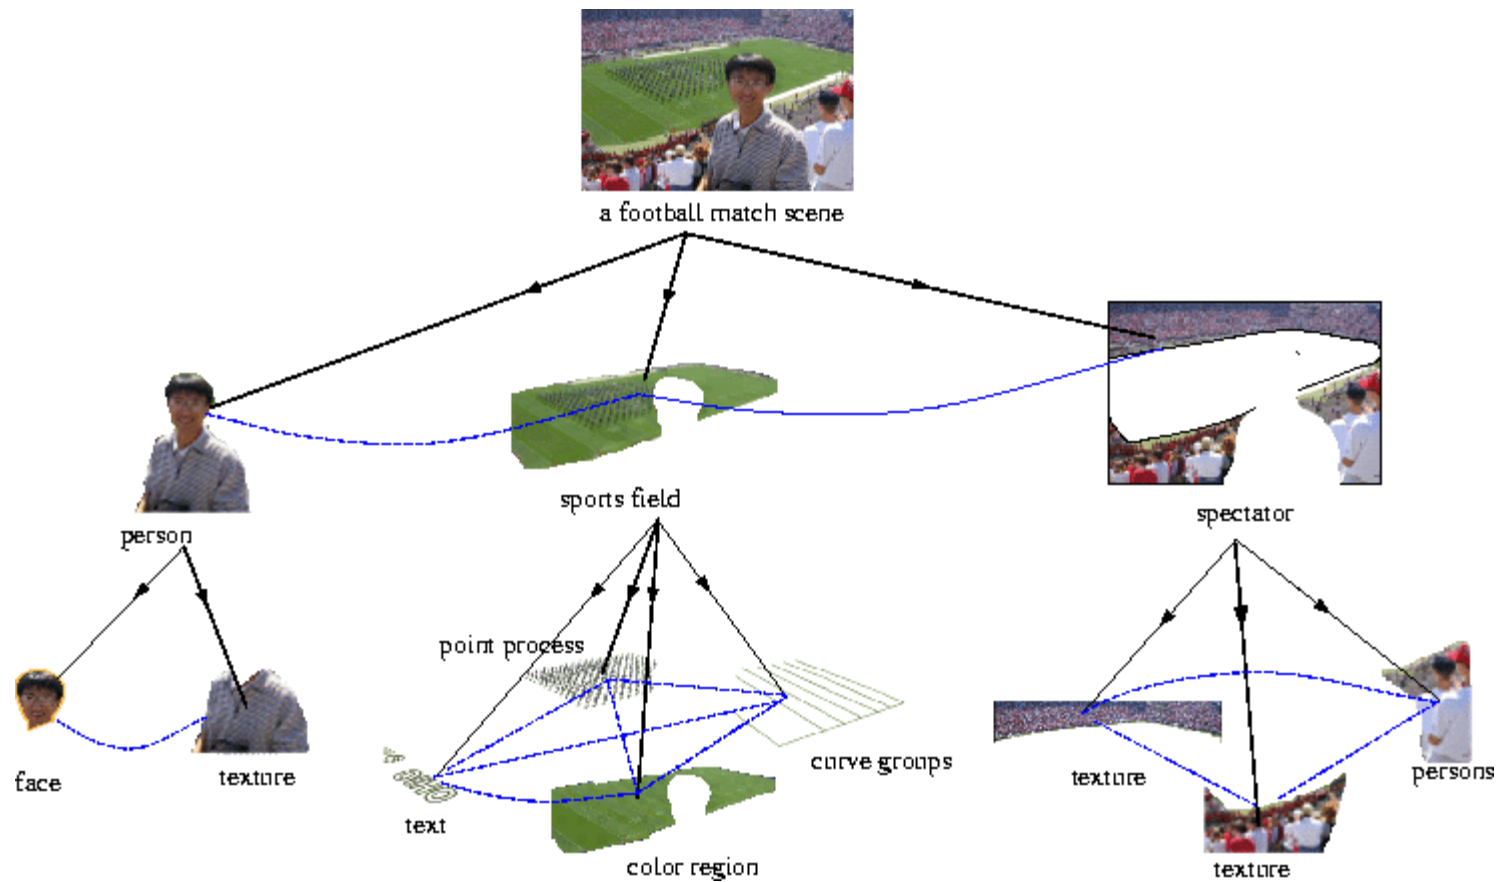 a football match scene
person
sports field
spectator
point process
face
texture
text
color region
curve groups
texture
persons
texture